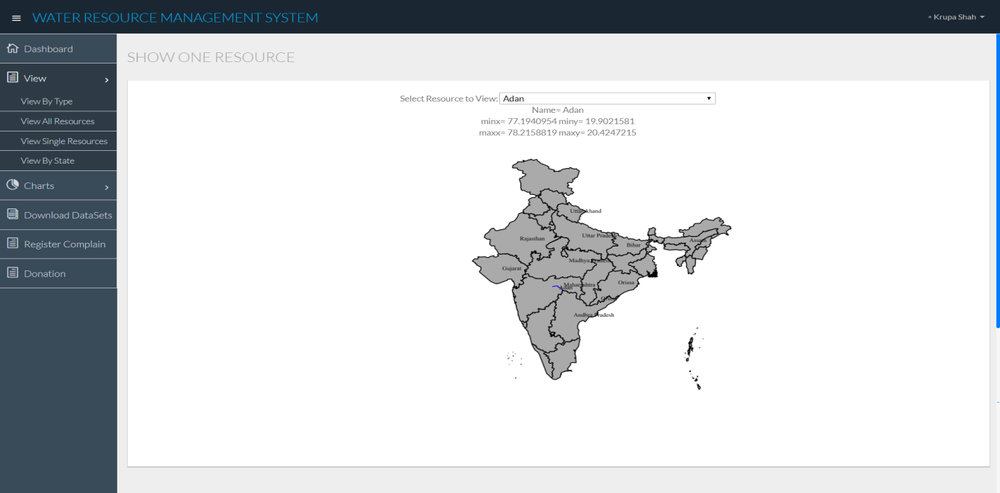 WATER RESOURCE MANAGEMENT SYSTEM
Krupa Shah
Dashboard
View
View By Type
View All Resources
View Single Resources
View By State
Charts
Download DataSets
Register Complain
Donation
SHOW ONE RESOURCE
Select Resource to View: Adan
Name= Adan
minx= 77.1940954 miny= 19.9021581
maxx= 78.2158819 maxy= 20.4247215
Uttarakhand
Rajasthan
Uttar Pradesh
Bihar
Assam
Madhya Pradesh
Gujarat
Orissa
Maharashtra
Adan
Andhra Pradesh